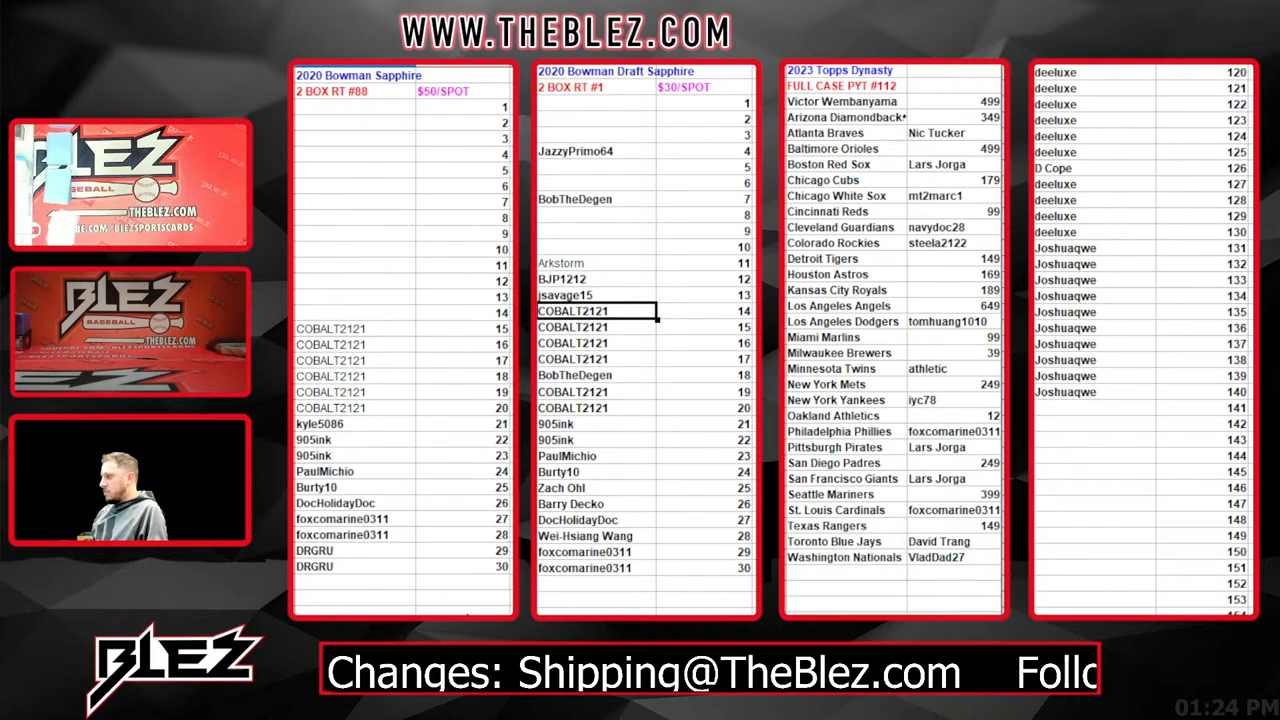 WWW.THEBLEZ.COM
BLEZ
BASEBALL
THEBLEZ.COM
BE.COM/BLEZSPORTSCARDS
BLEZ
BASEBALL
2020 Bowman Sapphire
2 BOX RT #88 $50/SPOT
1
2
3
4
5
6
7
8
9
10
11
12
13
14
COBALT2121 15
COBALT2121 16
COBALT2121 17
COBALT2121 18
COBALT2121 19
COBALT2121 20
kyle5086 21
905ink 22
905ink 23
PaulMichio 24
Burty10 25
DocHolidayDoc 26
foxcomarine0311 27
foxcomarine0311 28
DRGRU 29
DRGRU 30
2020 Bowman Draft Sapphire
2 BOX RT #1 $30/SPOT
1
2
3
JazzyPrimo64 4
5
6
BobTheDegen 7
8
9
10
Arkstorm 11
BJP1212 12
jsavage15 13
COBALT2121 14
COBALT2121 15
COBALT2121 16
COBALT2121 17
BobTheDegen 18
COBALT2121 19
COBALT2121 20
905ink 21
905ink 22
PaulMichio 23
Burty10 24
Zach Ohl 25
Barry Decko 26
DocHolidayDoc 27
Wei-Hsiang Wang 28
foxcomarine0311 29
foxcomarine0311 30
2023 Topps Dynasty
FULL CASE PYT #112
Victor Wembanyama 499
Arizona Diamondback 349
Atlanta Braves Nic Tucker
Baltimore Orioles 499
Boston Red Sox Lars Jorga
Chicago Cubs 179
Chicago White Sox mt2marc1
Cincinnati Reds 99
Cleveland Guardians navydoc28
Colorado Rockies steela2122
Detroit Tigers 149
Houston Astros 169
Kansas City Royals 189
Los Angeles Angels 649
Los Angeles Dodgers tomhuang1010
Miami Marlins 99
Milwaukee Brewers 39
Minnesota Twins athletic
New York Mets 249
New York Yankees iyc78
Oakland Athletics 12
Philadelphia Phillies foxcomarine0311
Pittsburgh Pirates Lars Jorga
San Diego Padres 249
San Francisco Giants Lars Jorga
Seattle Mariners 399
St. Louis Cardinals foxcomarine0311
Texas Rangers 149
Toronto Blue Jays David Trang
Washington Nationals VladDad27
deeluxe 120
deeluxe 121
deeluxe 122
deeluxe 123
deeluxe 124
deeluxe 125
D Cope 126
deeluxe 127
deeluxe 128
deeluxe 129
deeluxe 130
Joshuaqwe 131
Joshuaqwe 132
Joshuaqwe 133
Joshuaqwe 134
Joshuaqwe 135
Joshuaqwe 136
Joshuaqwe 137
Joshuaqwe 138
Joshuaqwe 139
Joshuaqwe 140
141
142
143
144
145
146
147
148
149
150
151
152
153
BLEZ
Changes: Shipping@TheBlez.com Follo
01:24 PM